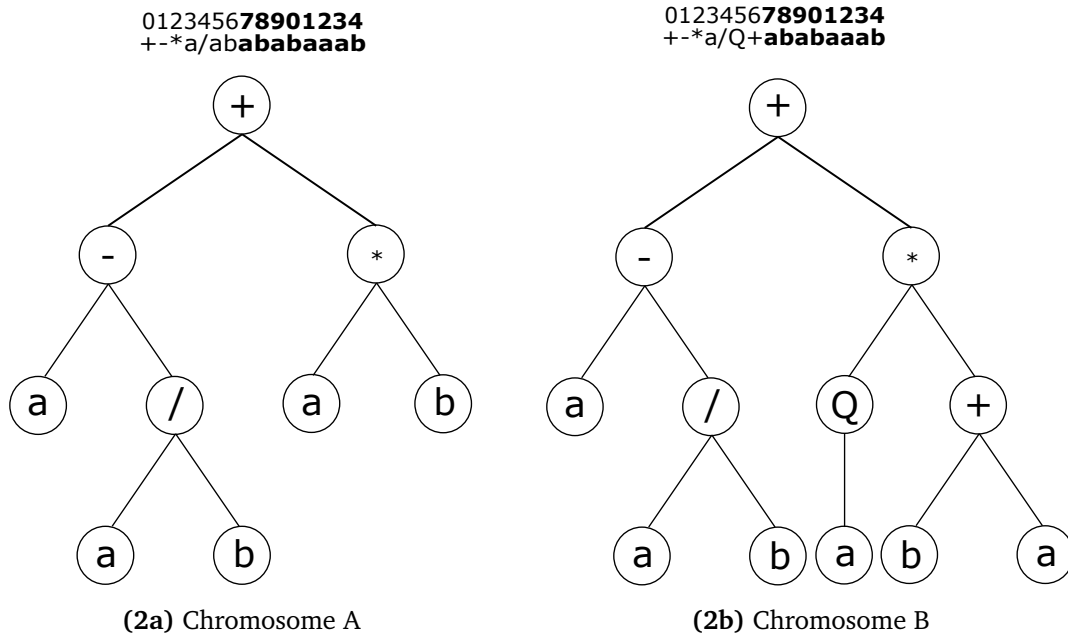 012345678901234
+-*a/abababaaab
+
-
*
a
/
a
b
a
b
(2a) Chromosome A
012345678901234
+-*a/Q+ababaaab
+
-
*
a
/
Q
+
a
b
a
b
a
(2b) Chromosome B